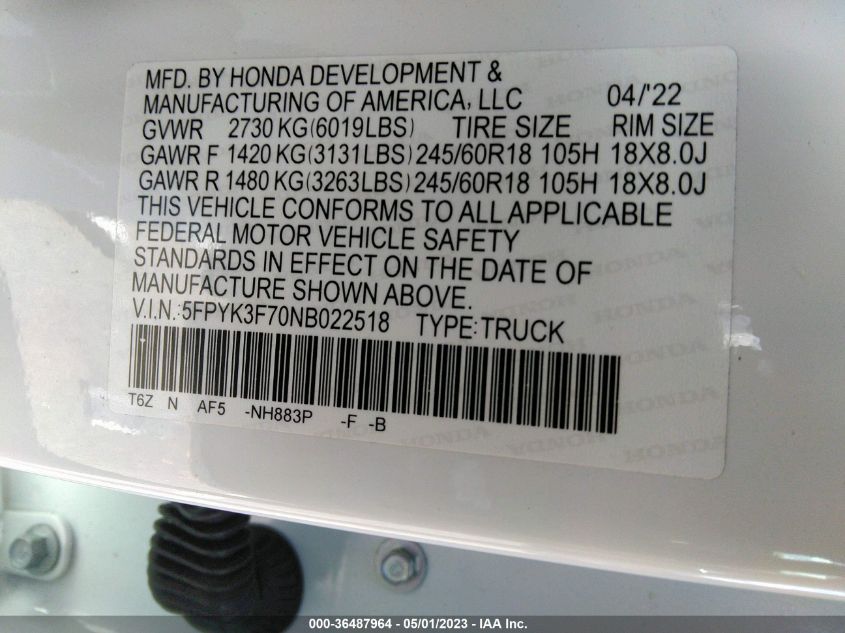 MFD. BY HONDA DEVELOPMENT &
MANUFACTURING OF AMERICA, LLC 04/'22
GVWR 2730 KG(6019LBS) TIRE SIZE RIM SIZE
GAWR F 1420 KG(3131LBS) 245/60R18 105H 18X8.0J
GAWR R 1480 KG(3263LBS) 245/60R18 105H 18X8.0J
THIS VEHICLE CONFORMS TO ALL APPLICABLE
FEDERAL MOTOR VEHICLE SAFETY
STANDARDS IN EFFECT ON THE DATE OF
MANUFACTURE SHOWN ABOVE.
V.I.N.:5FPYK3F70NB022518 TYPE:TRUCK
T6Z N AF5 -NH883P -F -B
000-36487964 - 05/01/2023 - IAA Inc.